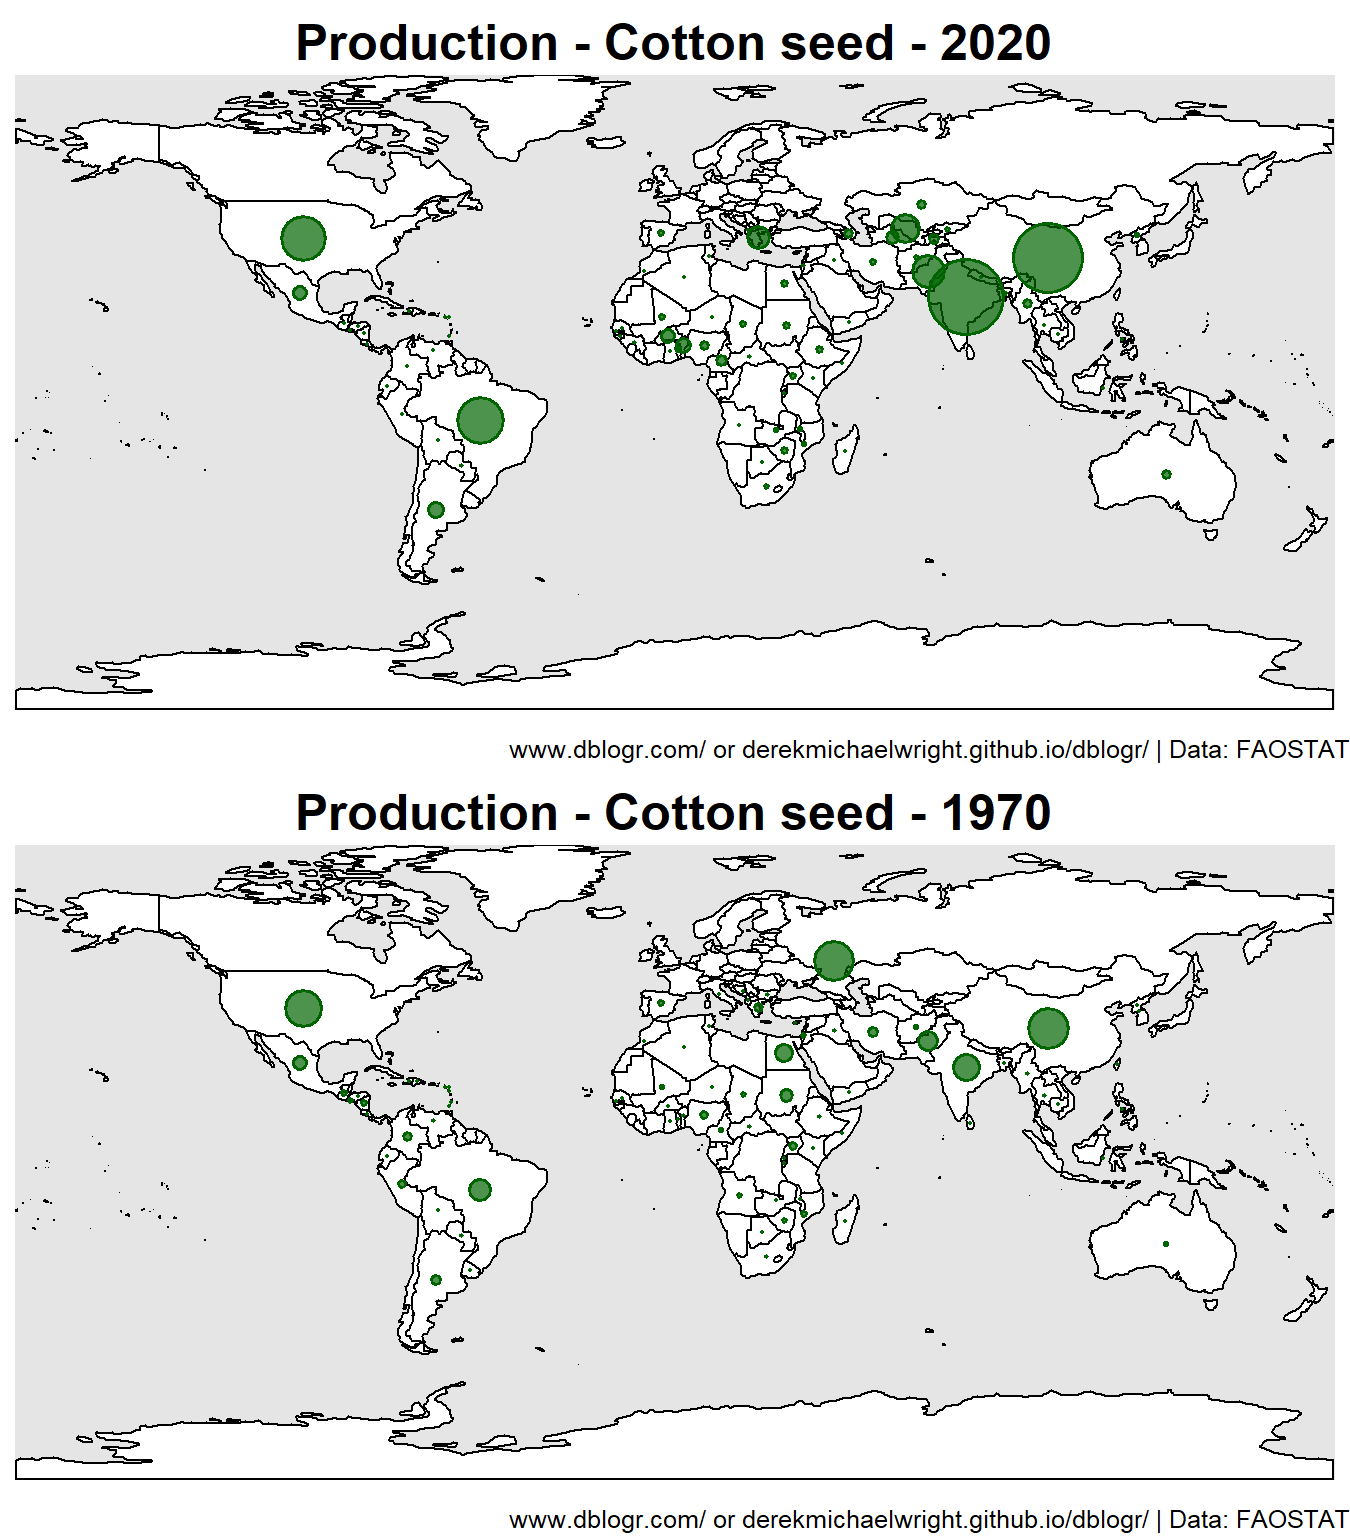 Production - Cotton seed - 2020
www.dblogr.com/ or derekmichaelwright.github.io/dblogr/ | Data: FAOSTAT
Production - Cotton seed - 1970
www.dblogr.com/ or derekmichaelwright.github.io/dblogr/ | Data: FAOSTAT